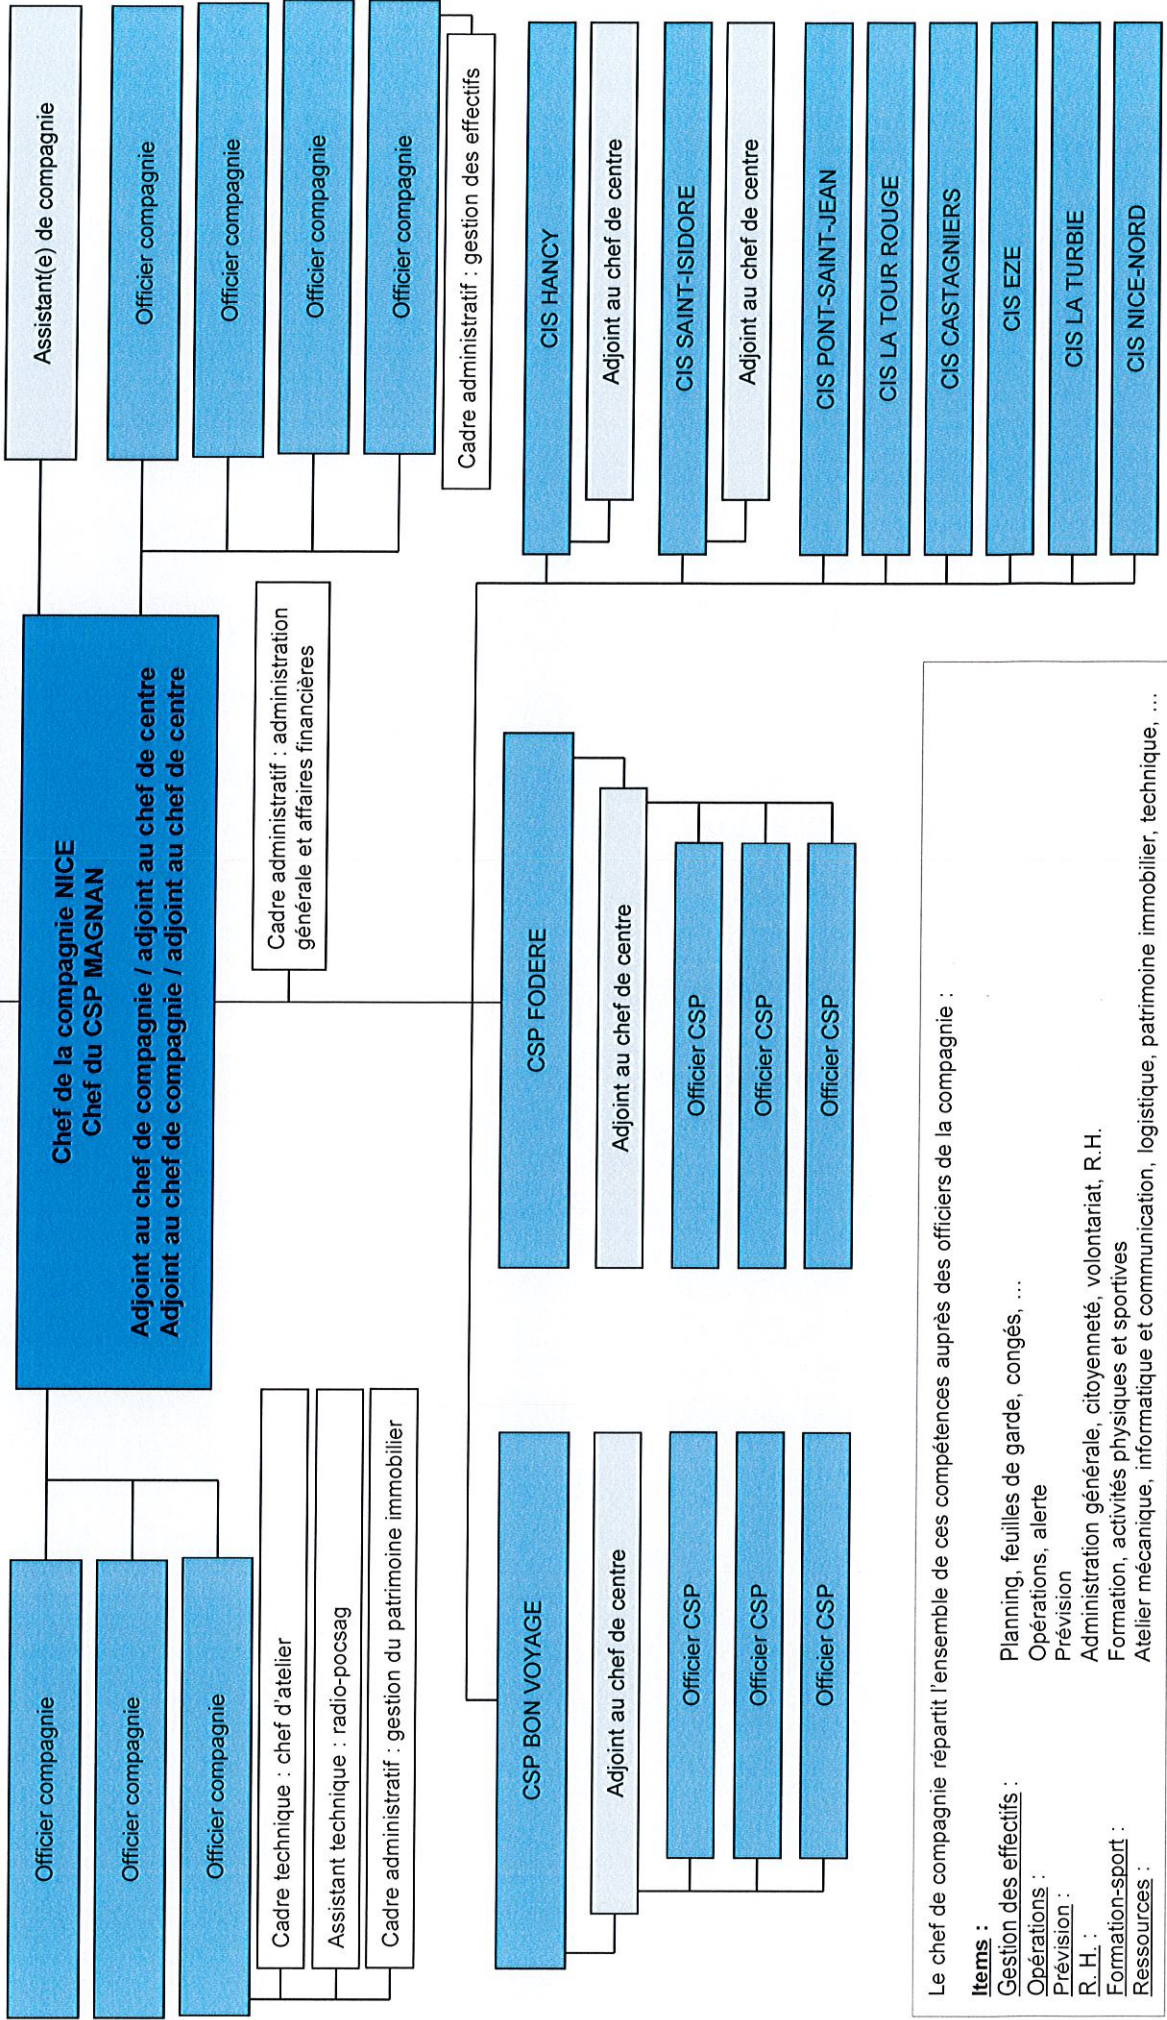 Chef de la compagnie NICE
Chef du CSP MAGNAN
Adjoint au chef de compagnie / adjoint au chef de centre
Adjoint au chef de compagnie / adjoint au chef de centre
Officier compagnie
Officier compagnie
Officier compagnie
Cadre technique : chef d'atelier
Assistant technique : radio-pocsag
Cadre administratif : gestion du patrimoine immobilier
Assistant(e) de compagnie
Officier compagnie
Officier compagnie
Officier compagnie
Officier compagnie
Cadre administratif : gestion des effectifs
Cadre administratif : administration
générale et affaires financières
CSP BON VOYAGE
Adjoint au chef de centre
Officier CSP
Officier CSP
Officier CSP
CSP FODERE
Adjoint au chef de centre
Officier CSP
Officier CSP
Officier CSP
CIS HANCY
Adjoint au chef de centre
CIS SAINT-ISIDORE
Adjoint au chef de centre
CIS PONT-SAINT-JEAN
CIS LA TOUR ROUGE
CIS CASTAGNIERS
CIS EZE
CIS LA TURBIE
CIS NICE-NORD
Le chef de compagnie répartit l'ensemble de ces compétences auprès des officiers de la compagnie :
Items :
Gestion des effectifs : Planning, feuilles de garde, congés, …
Opérations : Opérations, alerte
Prévision : Prévision
R. H. : Administration générale, citoyenneté, volontariat, R.H.
Formation-sport : Formation, activités physiques et sportives
Ressources : Atelier mécanique, informatique et communication, logistique, patrimoine immobilier, technique, …